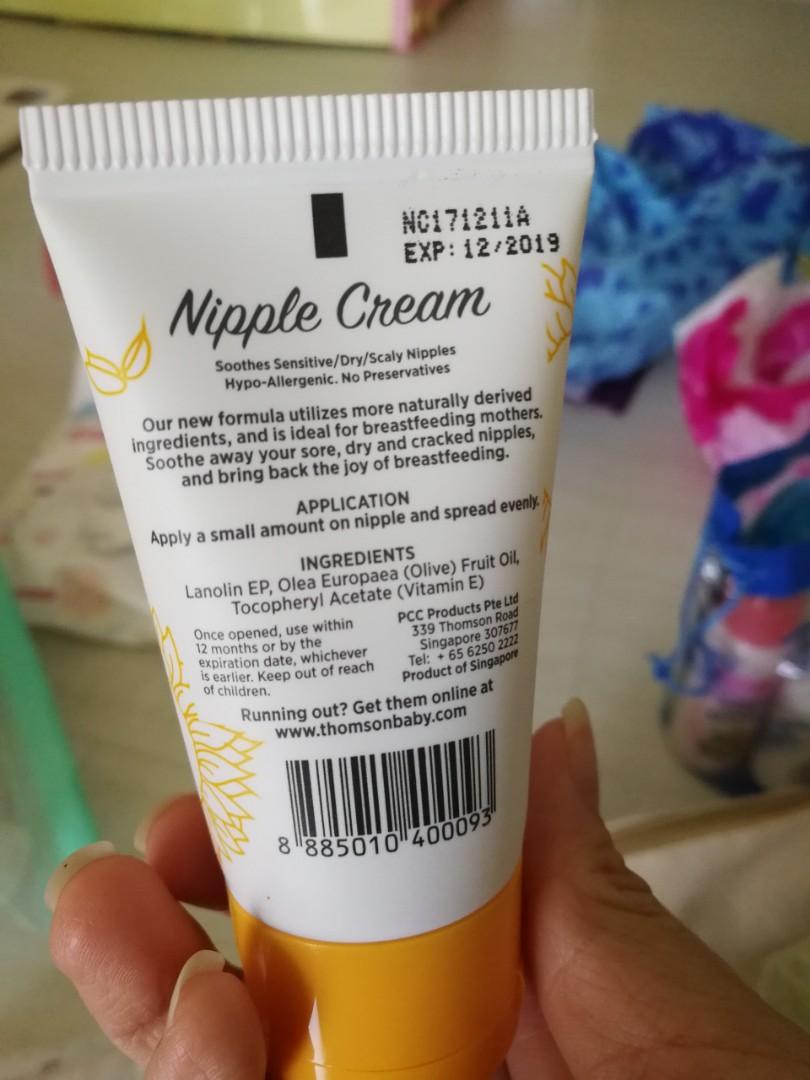 NC171211A
EXP: 12/2019
Nipple Cream
Soothes Sensitive/Dry/Scaly Nipples
Hypo-Allergenic. No Preservatives
Our new formula utilizes more naturally derived
ingredients, and is ideal for breastfeeding mothers.
Soothe away your sore, dry and cracked nipples,
and bring back the joy of breastfeeding.
APPLICATION
Apply a small amount on nipple and spread evenly.
INGREDIENTS
Lanolin EP, Olea Europaea (Olive) Fruit Oil,
Tocopheryl Acetate (Vitamin E)
Once opened, use within
12 months or by the
expiration date, whichever
is earlier. Keep out of reach
of children.
PCC Products Pte Ltd
339 Thomson Road
Singapore 307677
Tel: + 65 6250 2222
Product of Singapore
Running out? Get them online at
www.thomsonbaby.com
8 885010 400093